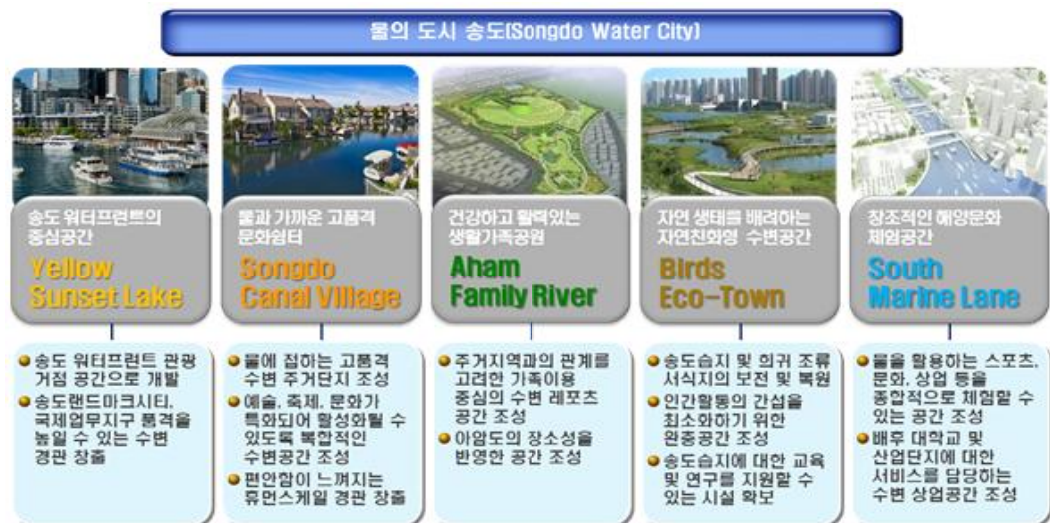 물의 도시 송도(Songdo Water City)
송도 워터프런트의
중심공간
Yellow
Sunset Lake
물과 가까운 고품격
문화쉼터
Songdo
Canal Village
건강하고 활력있는
생활가족공원
Aham
Family River
자연 생태를 배려하는
자연친화형 수변공간
Birds
Eco-Town
창조적인 해양문화
체험공간
South
Marine Lane
송도 워터프런트 관광
거점 공간으로 개발
송도랜드마크시티,
국제업무지구 품격을
높일 수 있는 수변
경관 창출
물에 접하는 고품격
수변 주거단지 조성
예술, 축제, 문화가
특화되어 활성화될 수
있도록 복합적인
수변공간 조성
편안함이 느껴지는
휴먼스케일 경관 창출
주거지역과의 관계를
고려한 가족이용
중심의 수변 레포츠
공간 조성
아암도의 장소성을
반영한 공간 조성
송도습지 및 희귀 조류
서식지의 보전 및 복원
인간활동의 간섭을
최소화하기 위한
완충공간 조성
송도습지에 대한 교육
및 연구를 지원할 수
있는 시설 확보
물을 활용하는 스포츠,
문화, 상업 등을
종합적으로 체험할 수
있는 공간 조성
배후 대학교 및
산업단지에 대한
서비스를 담당하는
수변 상업공간 조성